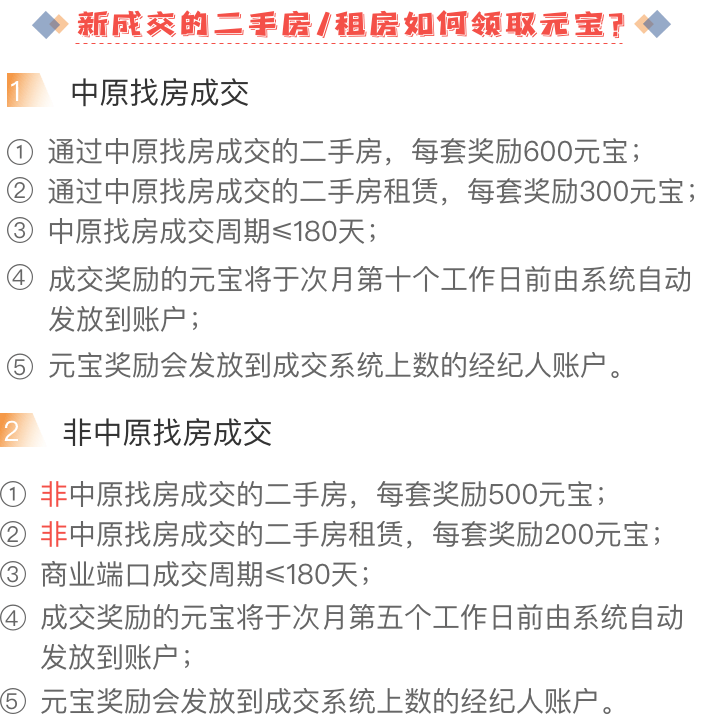 新成交的二手房/租房如何领取元宝?
1 中原找房成交
① 通过中原找房成交的二手房，每套奖励600元宝；
② 通过中原找房成交的二手房租赁，每套奖励300元宝；
③ 中原找房成交周期≤180天；
④ 成交奖励的元宝将于次月第十个工作日前由系统自动
发放到账户；
⑤ 元宝奖励会发放到成交系统上数的经纪人账户。
2 非中原找房成交
① 非中原找房成交的二手房，每套奖励500元宝；
② 非中原找房成交的二手房租赁，每套奖励200元宝；
③ 商业端口成交周期≤180天；
④ 成交奖励的元宝将于次月第五个工作日前由系统自动
发放到账户；
⑤ 元宝奖励会发放到成交系统上数的经纪人账户。